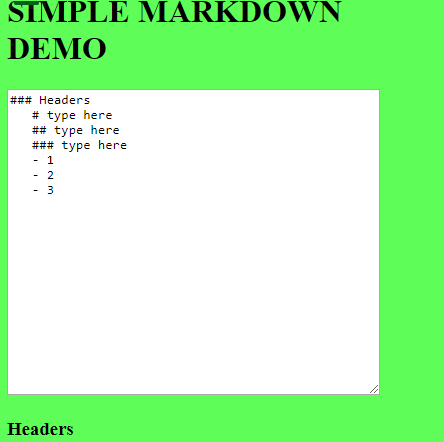 SIMPLE MARKDOWN
DEMO
### Headers
# type here
## type here
### type here
- 1
- 2
- 3
Headers